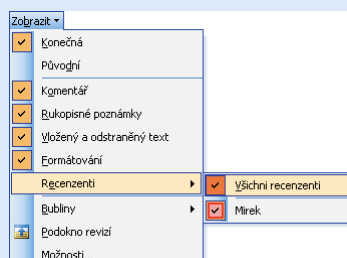 Zobrazit
Konečná
Původní
Komentář
Rukopisné poznámky
Vložený a odstraněný text
Formátování
Recenzenti
Všichni recenzenti
Bubliny
Mirek
Podokno revizí
Možnosti...